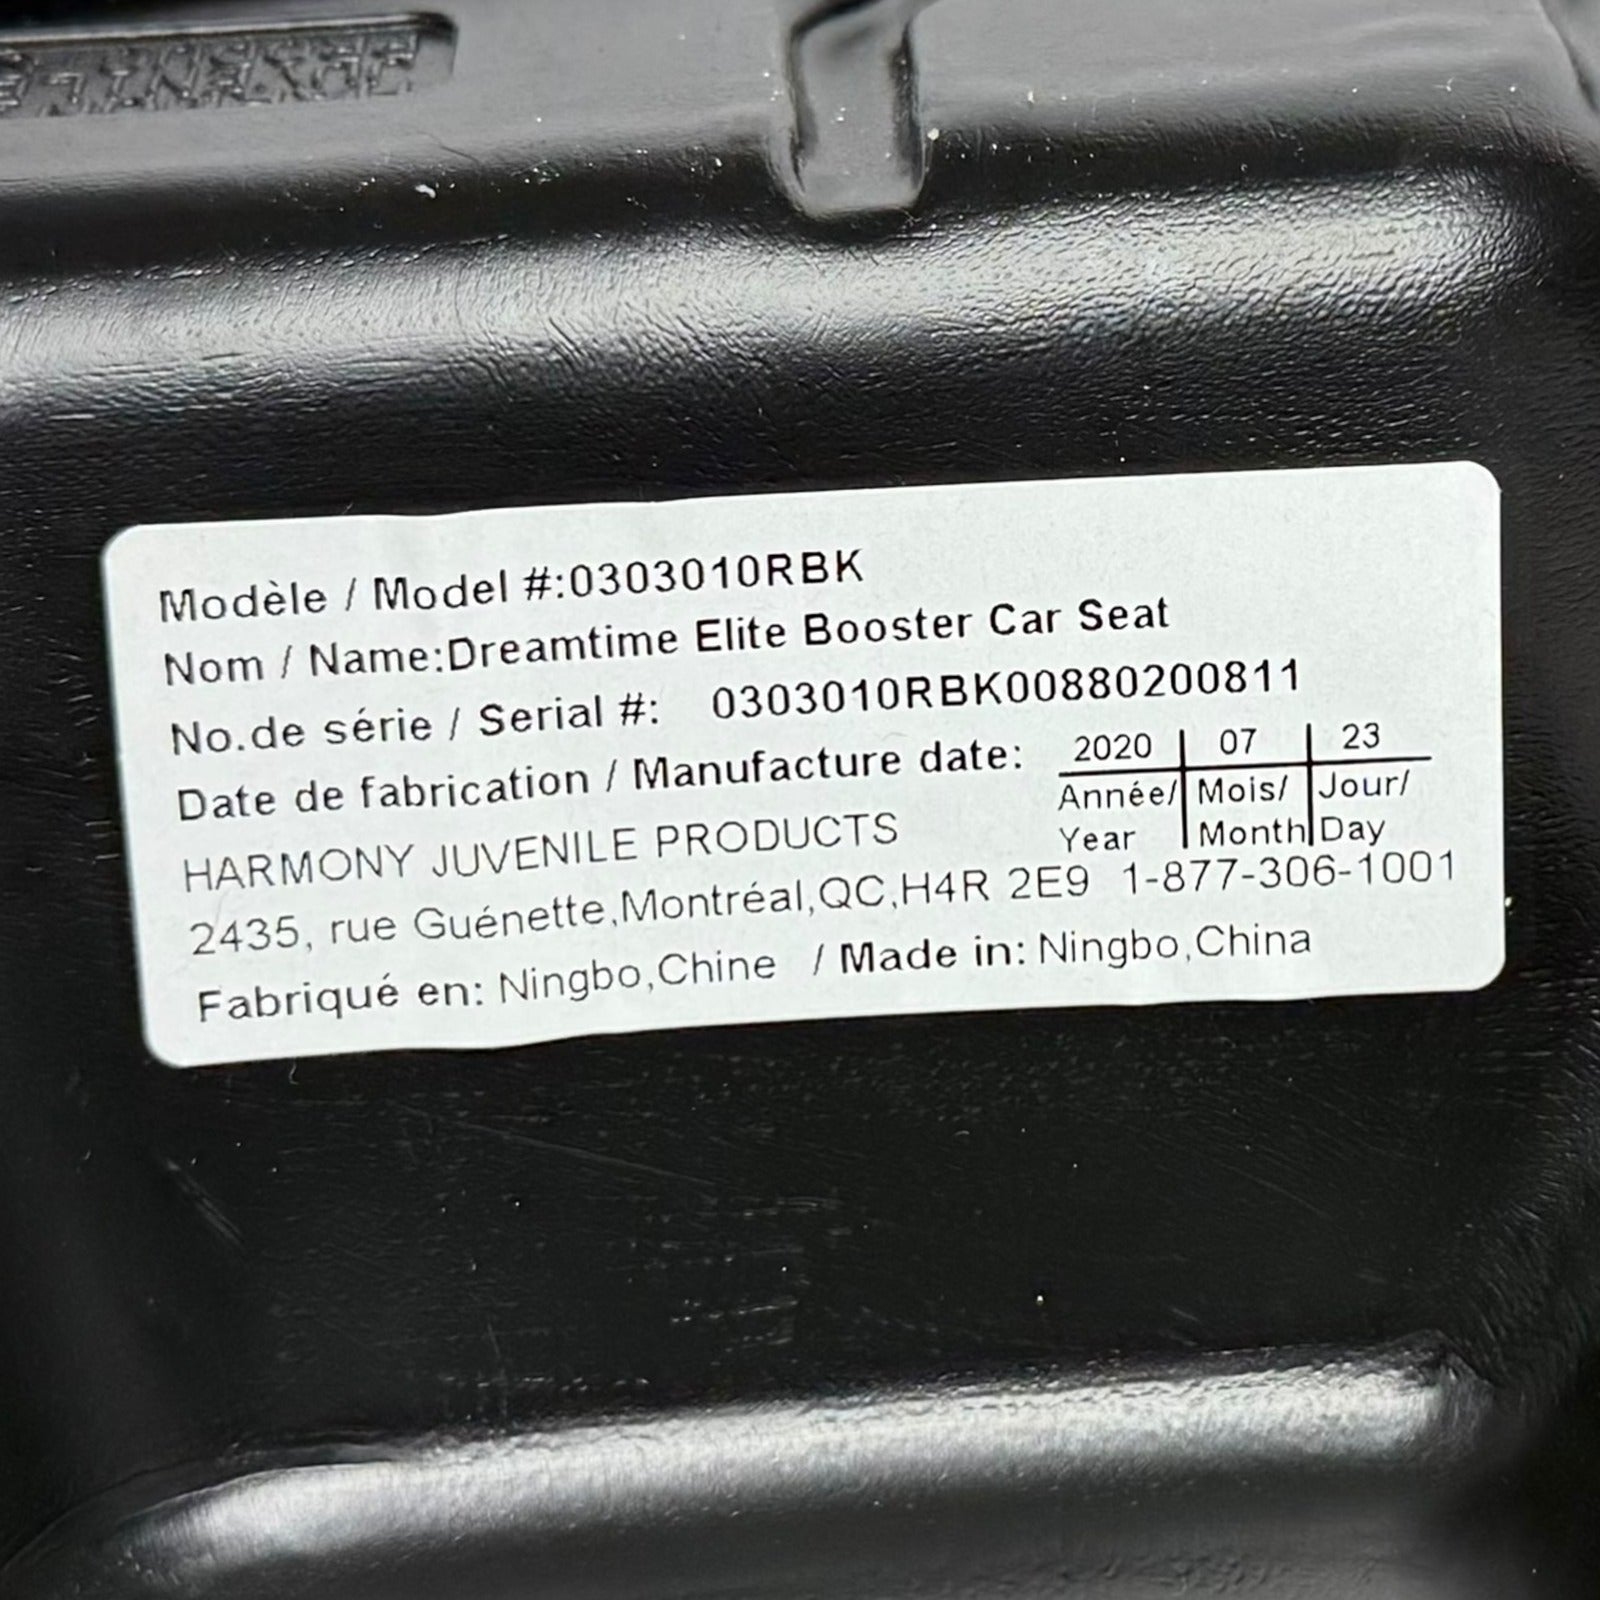 Modèle / Model #:0303010RBK
Nom / Name:Dreamtime Elite Booster Car Seat
No.de série / Serial #: 0303010RBK00880200811
Date de fabrication / Manufacture date: 2020 | 07 | 23
Année/ Mois/ Jour/
Year Month Day
HARMONY JUVENILE PRODUCTS
2435, rue Guénette,Montréal,QC,H4R 2E9 1-877-306-1001
Fabriqué en: Ningbo,Chine / Made in: Ningbo,China